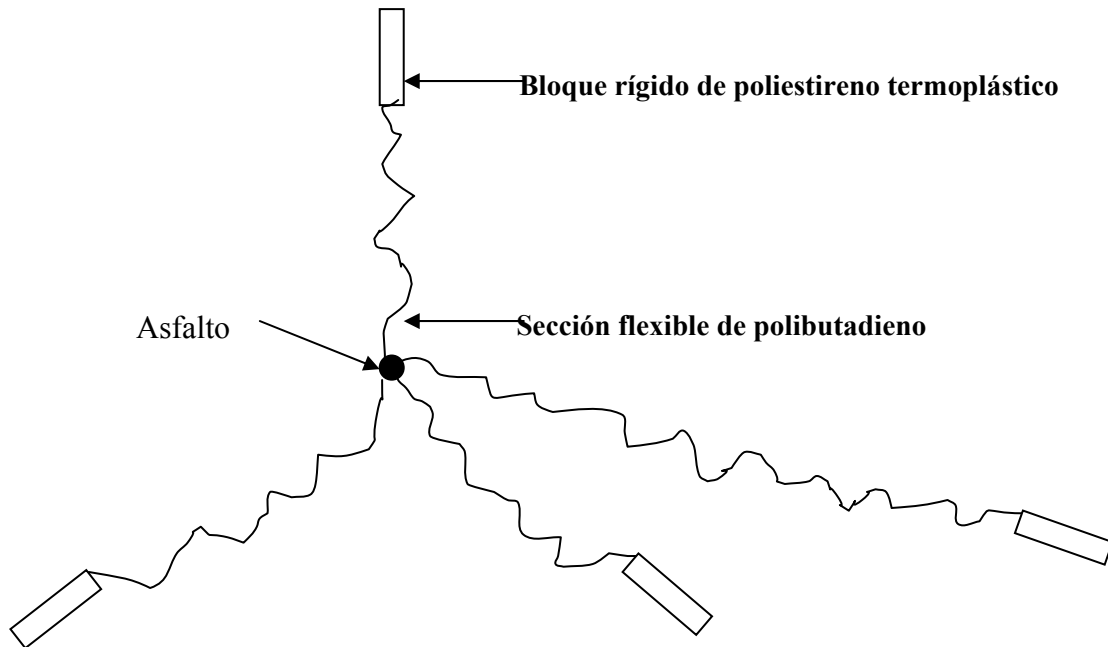 Bloque rígido de poliestireno termoplástico
Sección flexible de polibutadieno
Asfalto